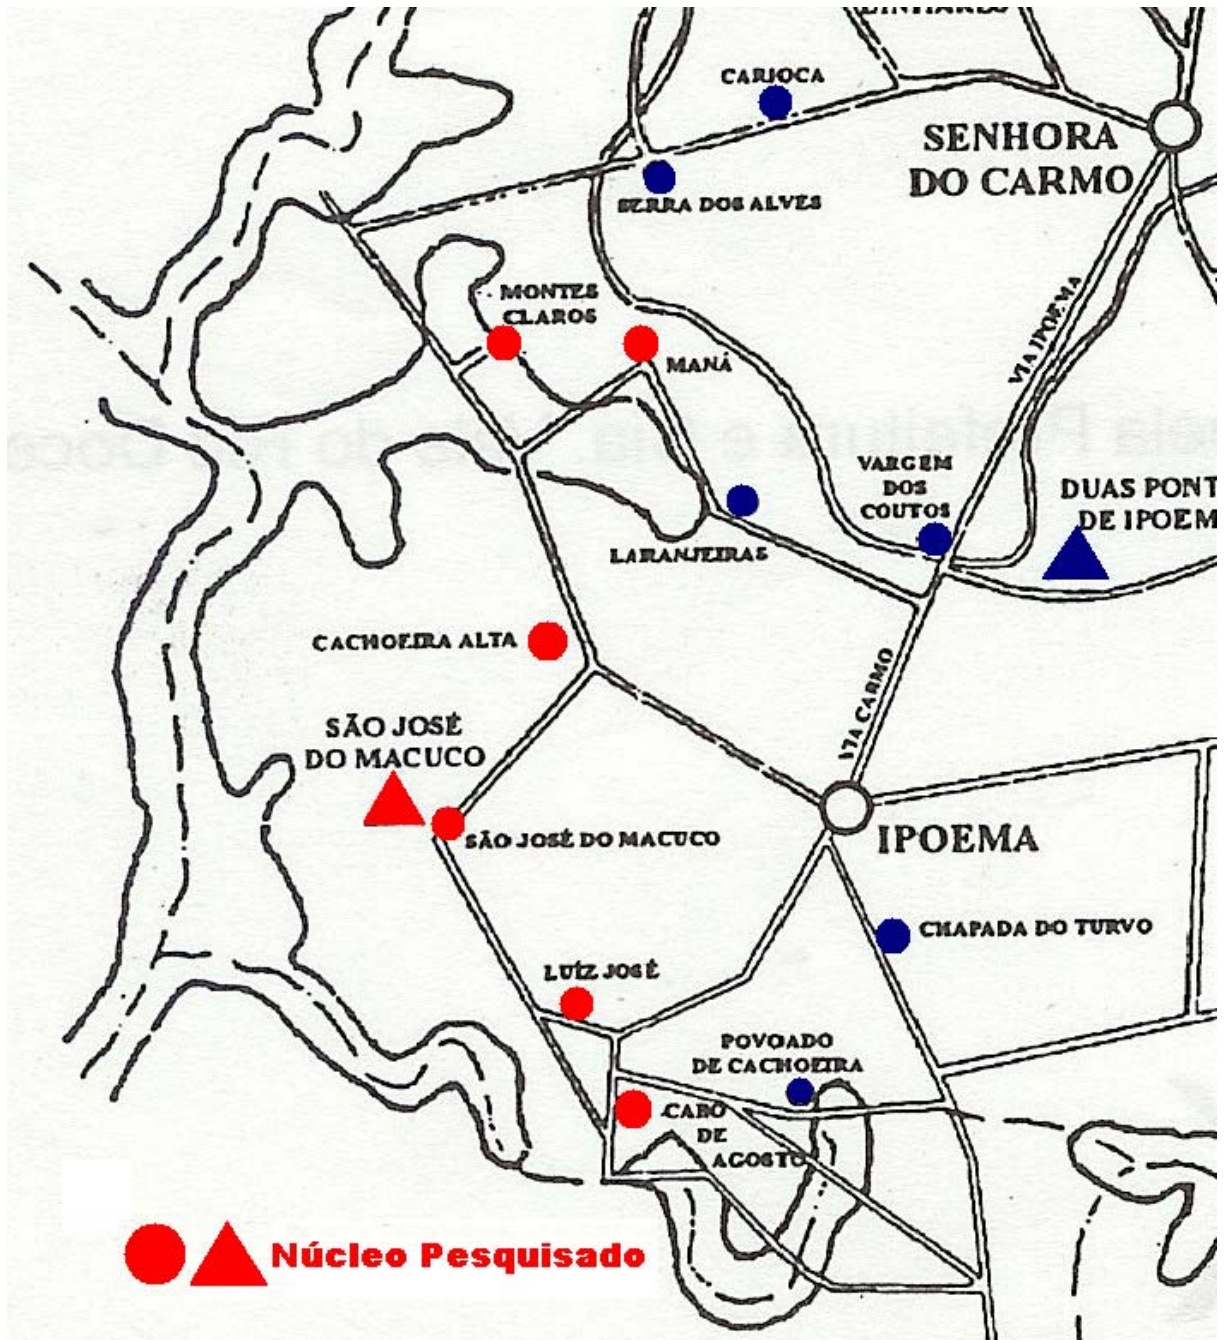 LINHARES
CARIOCA
SENHORA
DO CARMO
SERRA DOS ALVES
MONTES
CLAROS
VIA IPOEMA
MANÁ
VARGEM
DOS
COUTOS
DUAS PONT
DE IPOEM
LARANJEIRAS
CACHOEIRA ALTA
VIA CARMO
SÃO JOSÉ
DO MACUCO
SÃO JOSÉ DO MACUCO
IPOEMA
CHAPADA DO TURVO
LUÍZ JOSÉ
POVOADO
DE CACHOEIRA
CABO
DE
AGOSTO
Núcleo Pesquisado